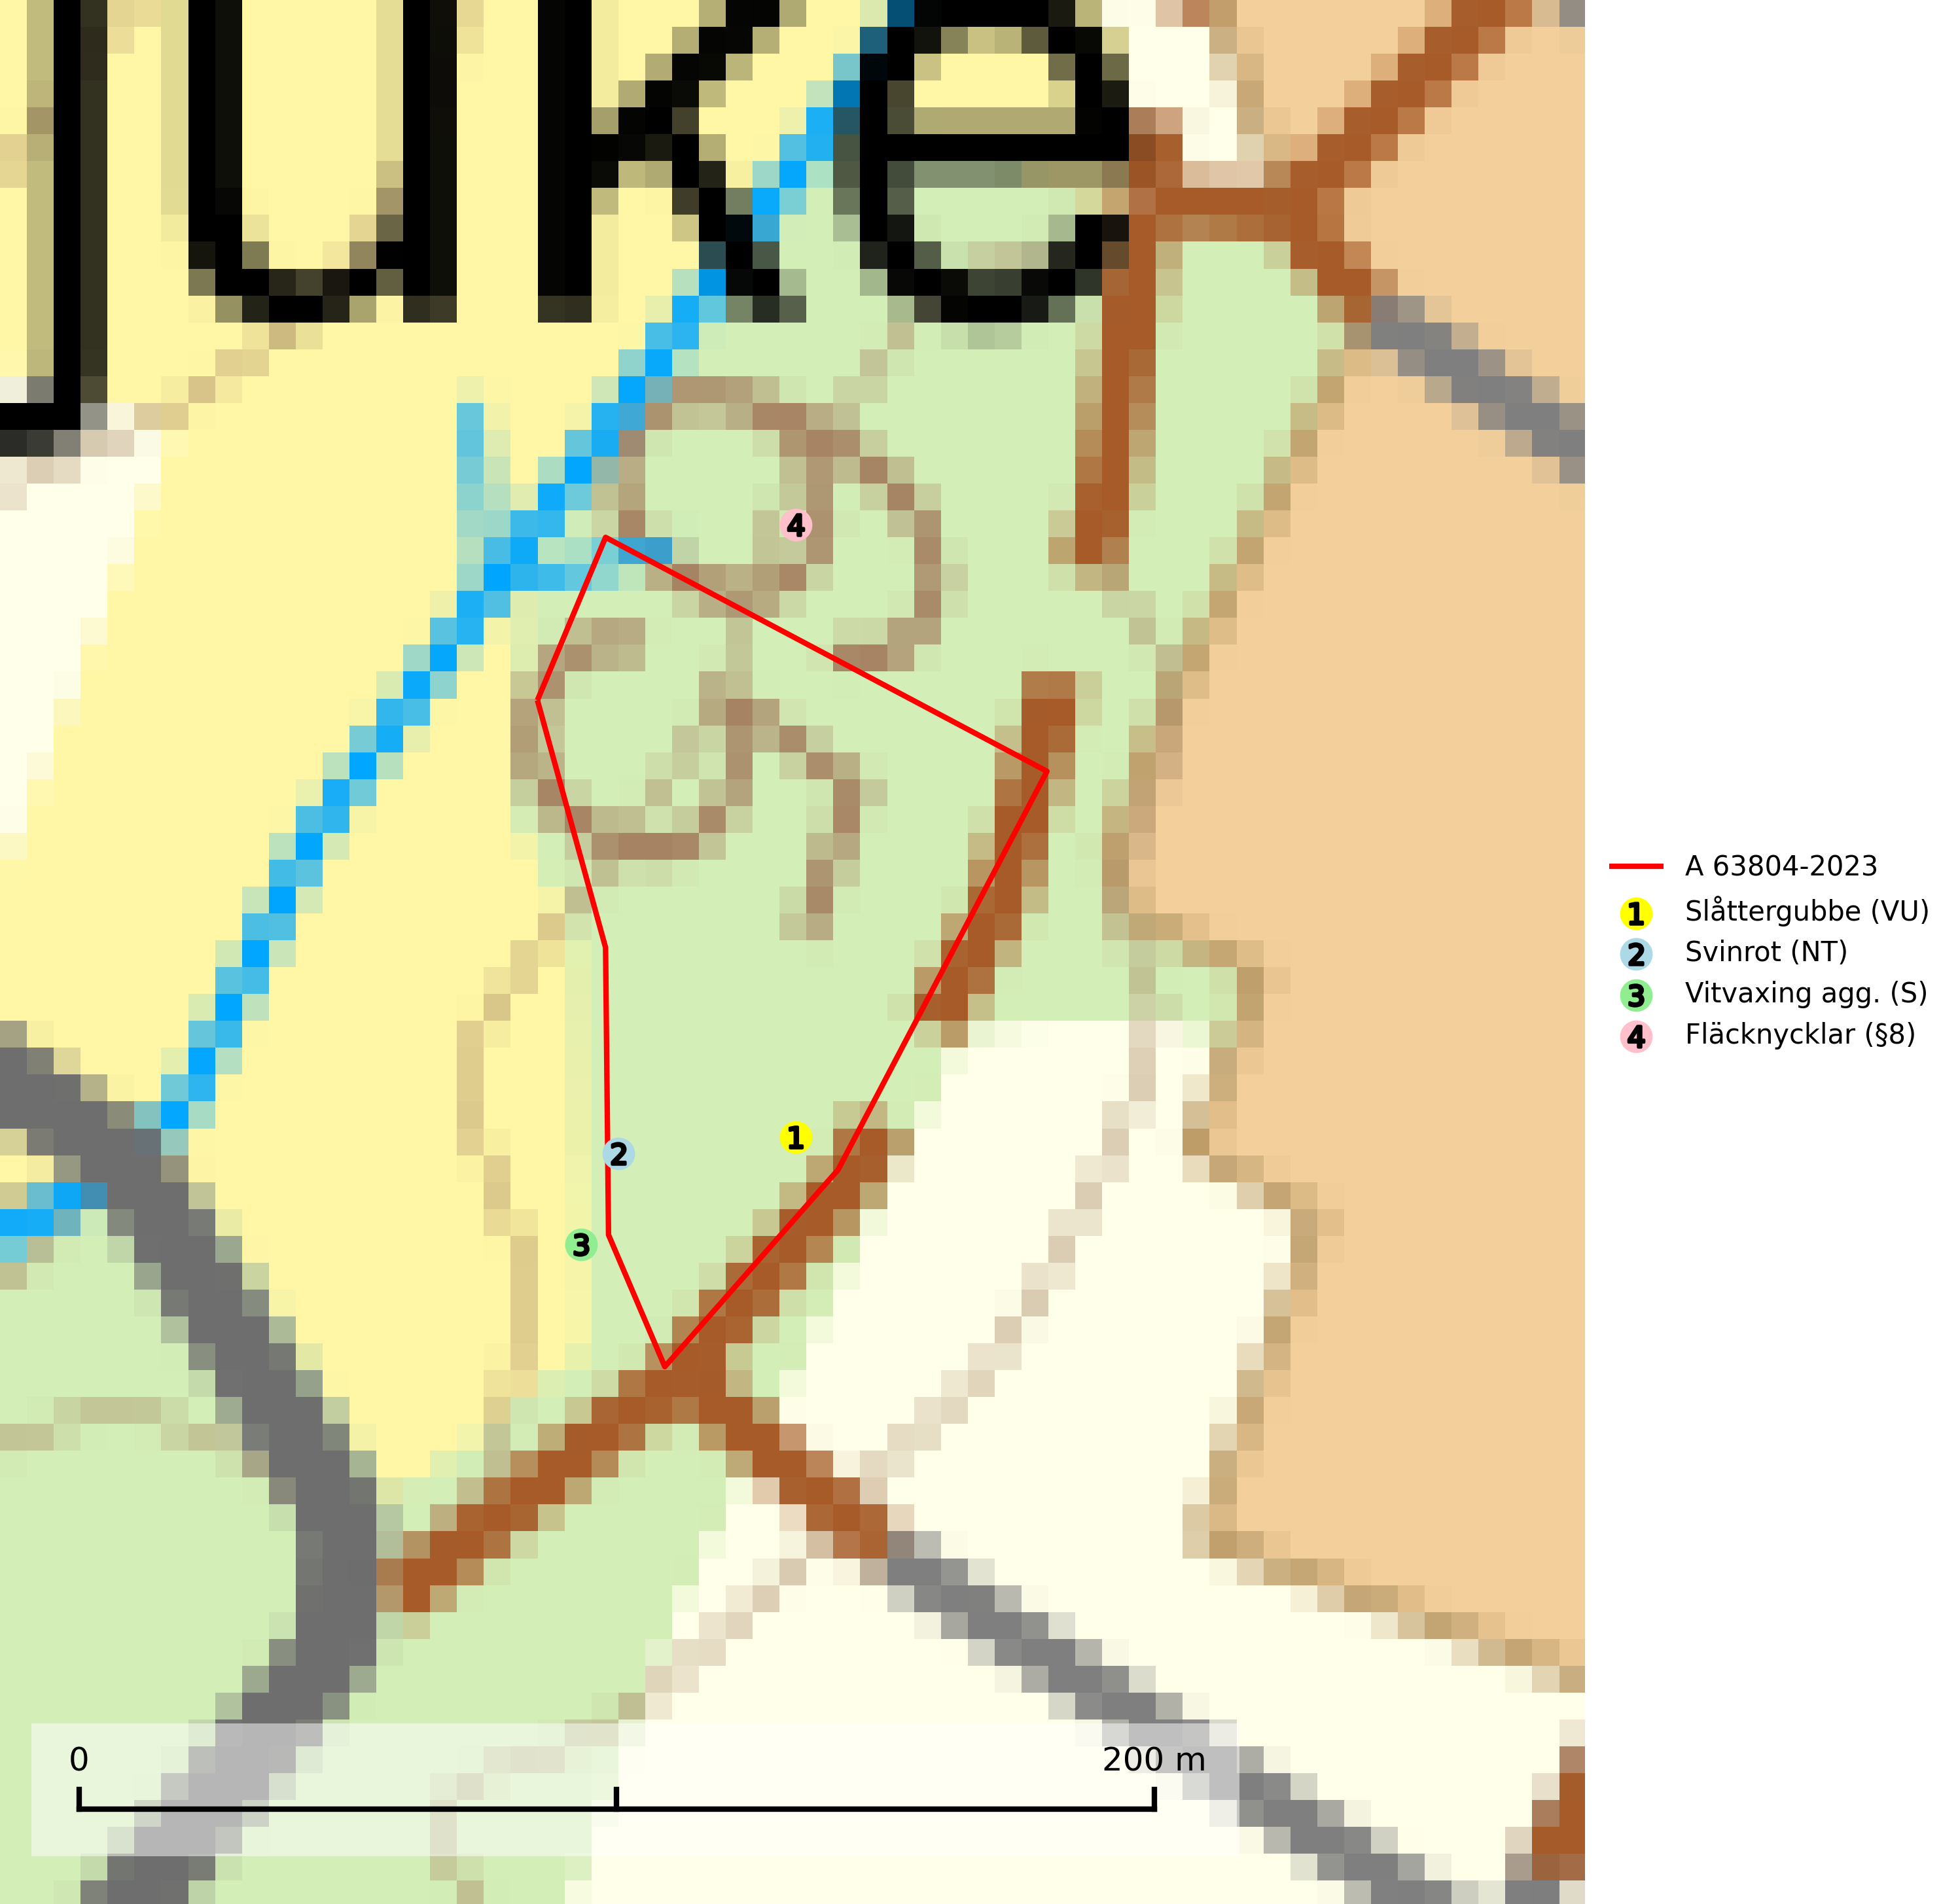 4
1
2
3
0 200 m
A 63804-2023
1 Slåttergubbe (VU)
2 Svinrot (NT)
3 Vitvaxing agg. (S)
4 Fläcknycklar (§8)